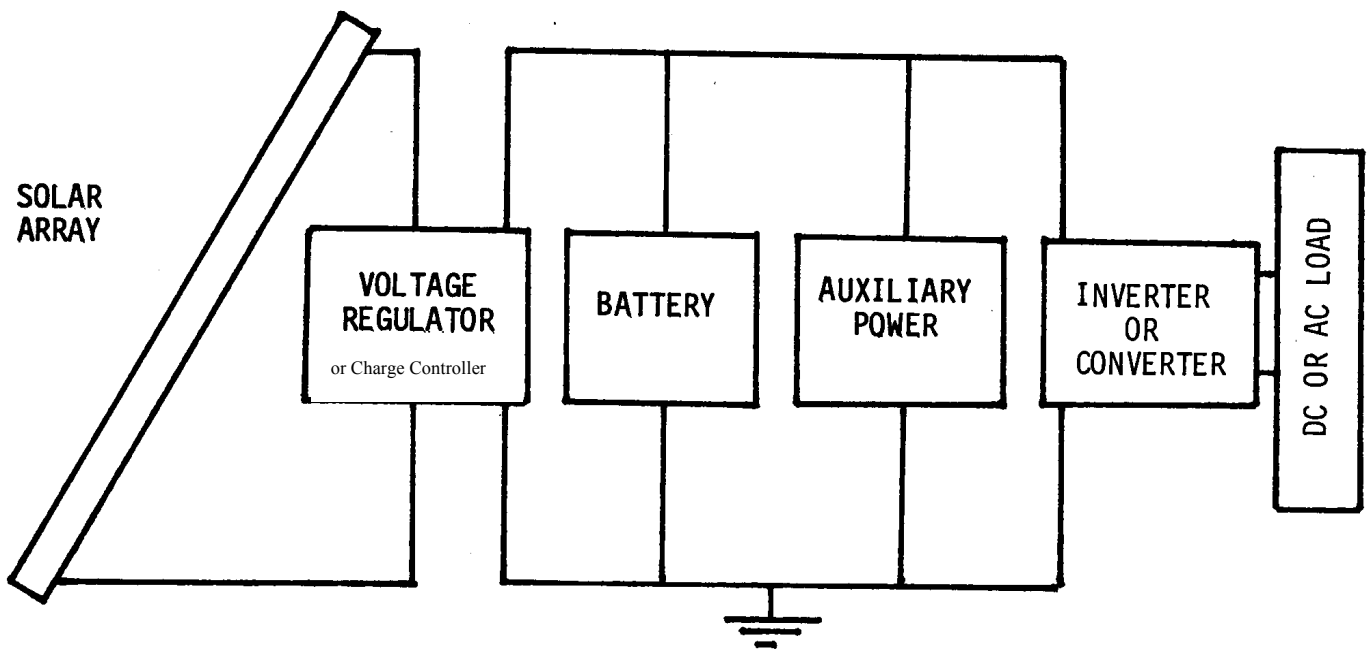 SOLAR
ARRAY
VOLTAGE
REGULATOR
or Charge Controller
BATTERY
AUXILIARY
POWER
INVERTER
OR
CONVERTER
DC OR AC LOAD